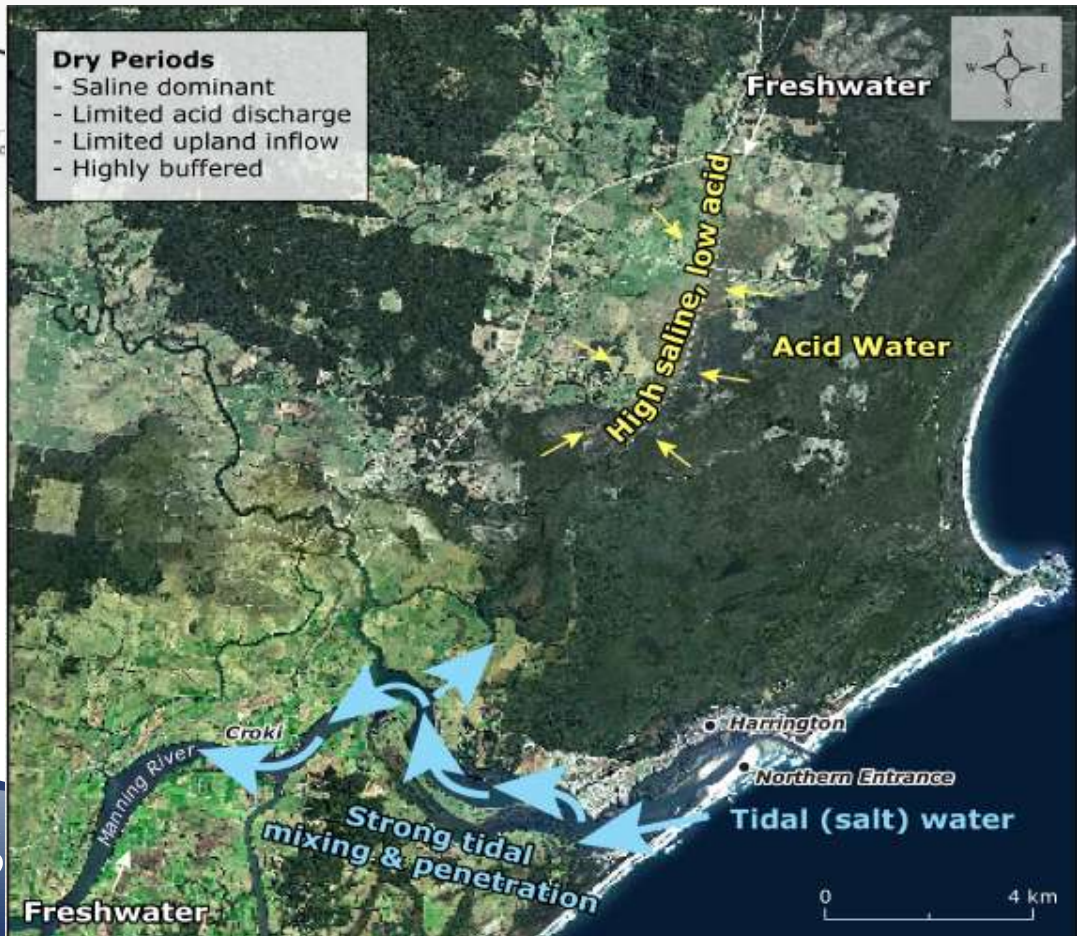 Dry Periods
- Saline dominant
- Limited acid discharge
- Limited upland inflow
- Highly buffered
N
W E
S
Freshwater
High saline, low acid
Acid Water
Harrington
Croki
Northern Entrance
Manning River
Tidal (salt) water
Strong tidal
mixing & penetration
Freshwater
0 4 km